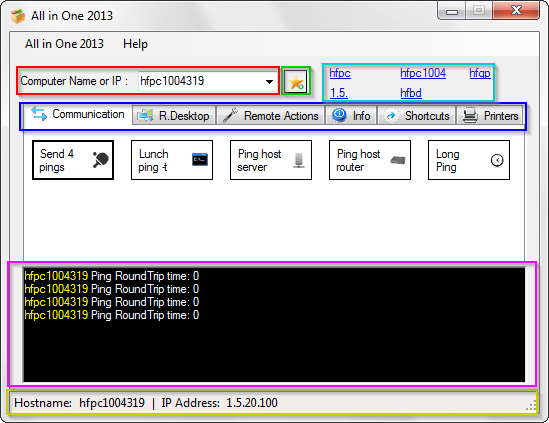 All in One 2013
All in One 2013 Help
Computer Name or IP : hfpc1004319
hfpc hfpc1004 hfqp
1.5. hfbd
Communication R.Desktop Remote Actions Info Shortcuts Printers
Send 4 pings
Lunch ping -t
Ping host server
Ping host router
Long Ping
hfpc1004319 Ping RoundTrip time: 0
hfpc1004319 Ping RoundTrip time: 0
hfpc1004319 Ping RoundTrip time: 0
hfpc1004319 Ping RoundTrip time: 0
Hostname: hfpc1004319 | IP Address: 1.5.20.100